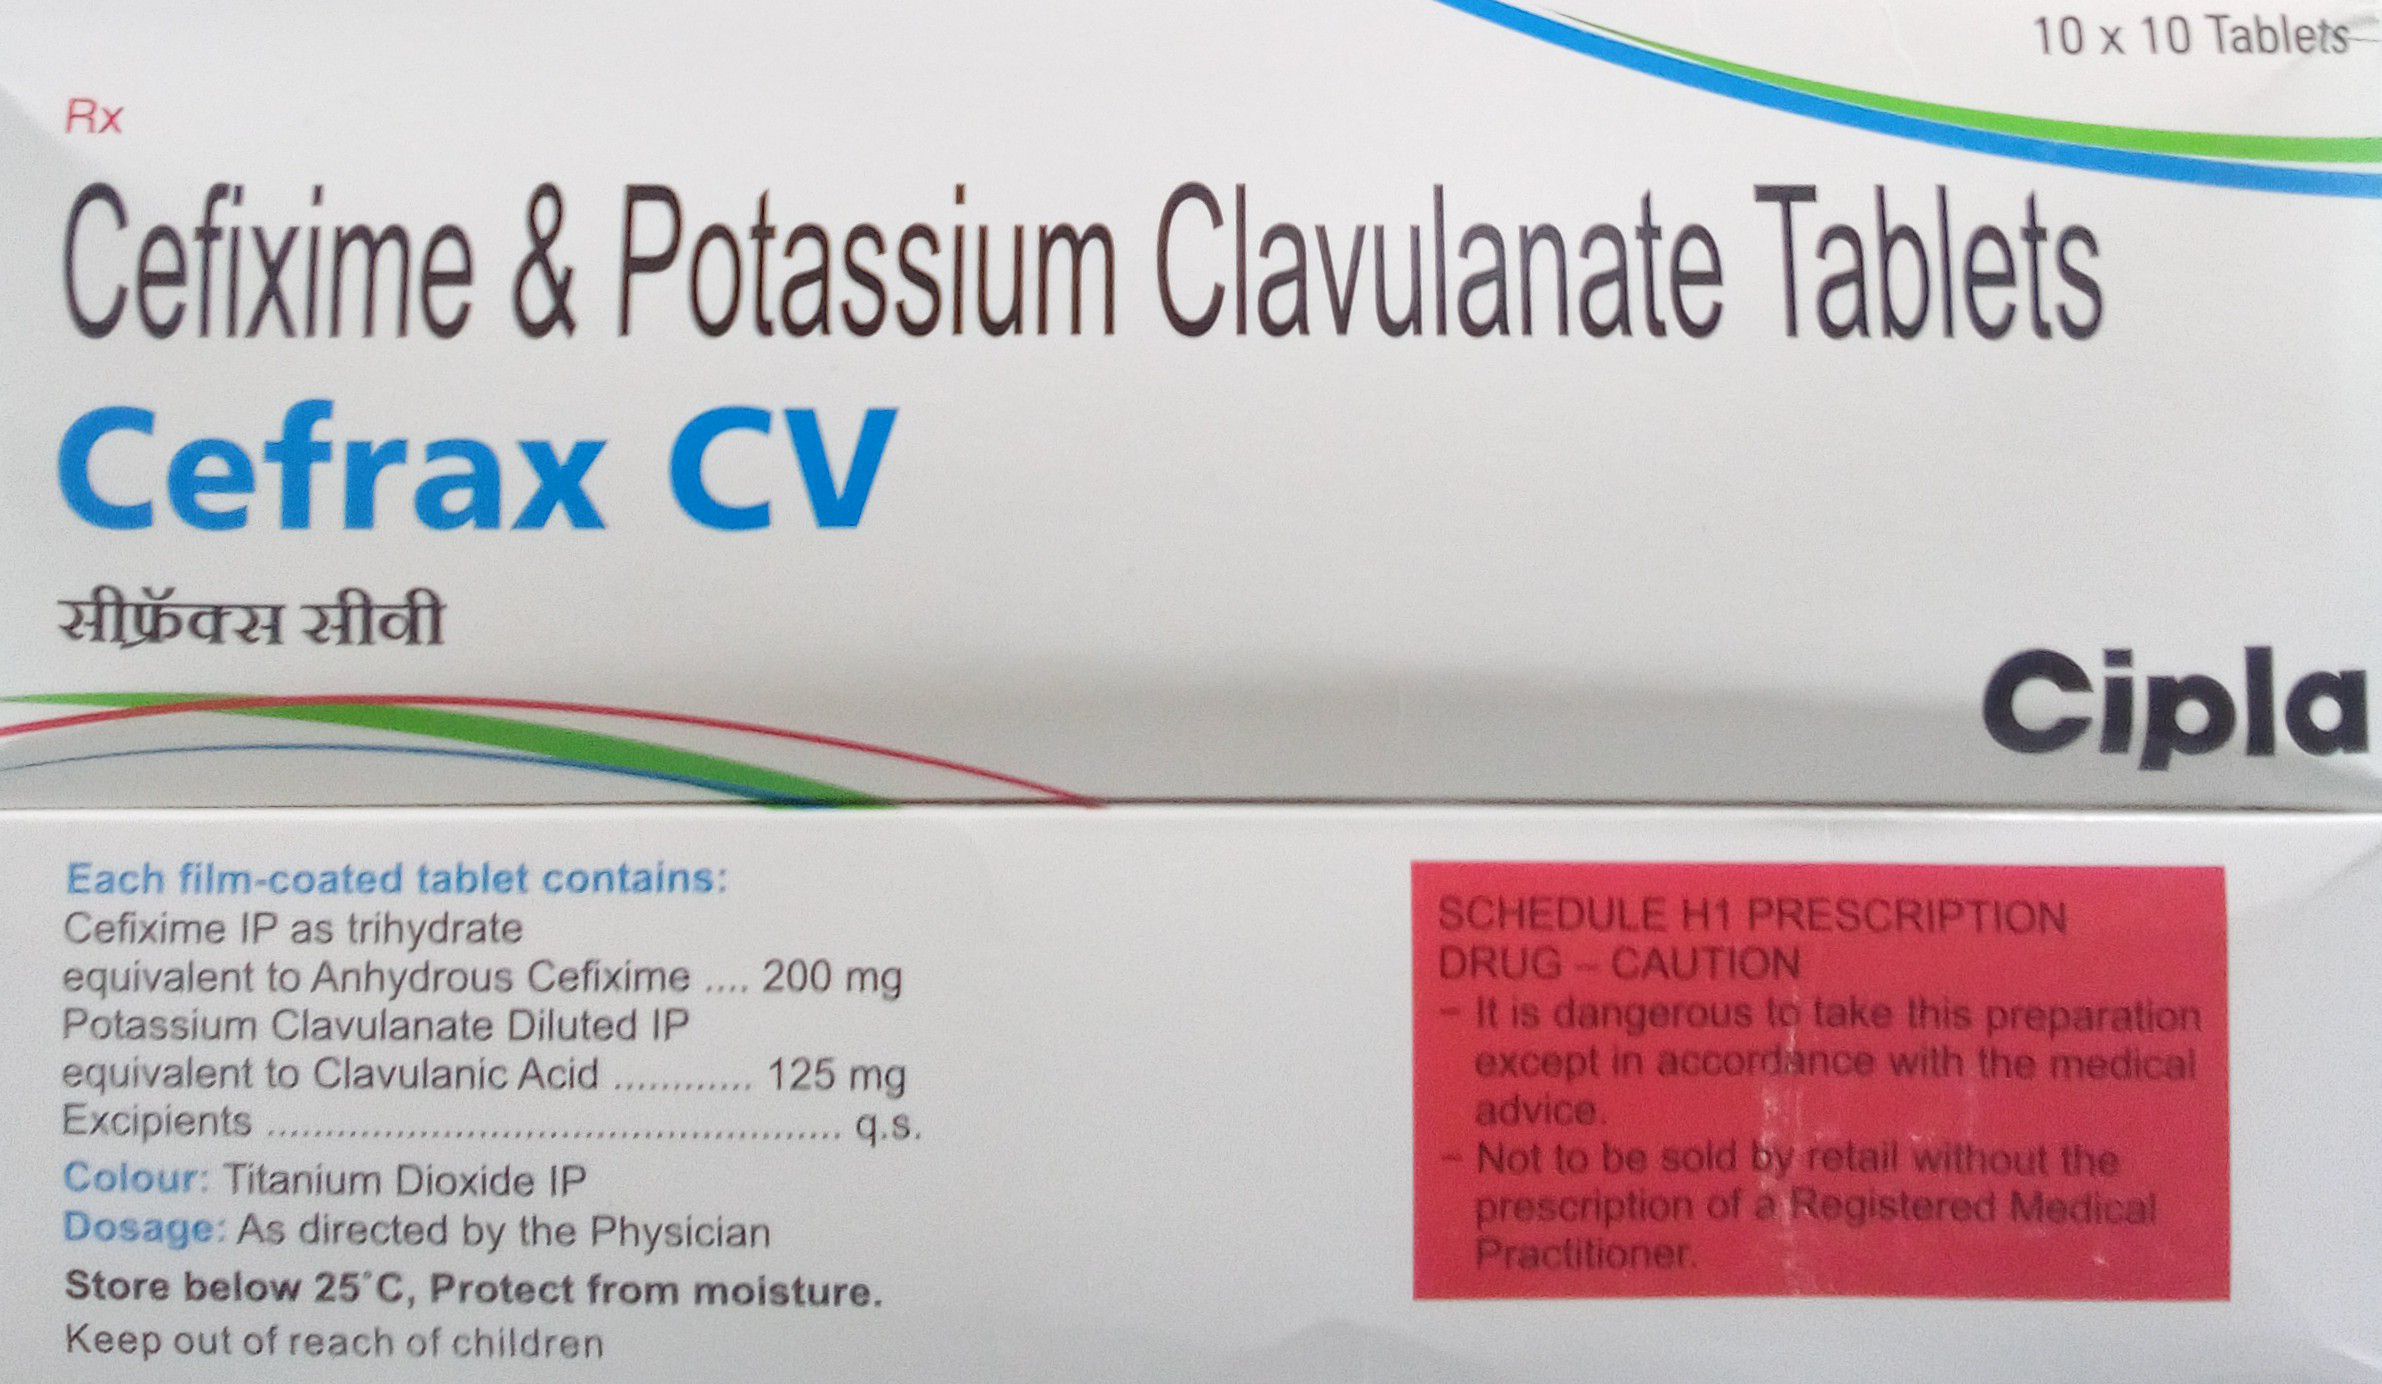 10 x 10 Tablets
Rx
Cefixime & Potassium Clavulanate Tablets
Cefrax CV
सीफ्रॅक्स सीवी
Cipla
Each film-coated tablet contains:
Cefixime IP as trihydrate
equivalent to Anhydrous Cefixime .... 200 mg
Potassium Clavulanate Diluted IP
equivalent to Clavulanic Acid ............ 125 mg
Excipients .................................................. q.s.
Colour: Titanium Dioxide IP
Dosage: As directed by the Physician
Store below 25°C, Protect from moisture.
Keep out of reach of children
SCHEDULE H1 PRESCRIPTION
DRUG – CAUTION
– It is dangerous to take this preparation
except in accordance with the medical
advice.
– Not to be sold by retail without the
prescription of a Registered Medical
Practitioner.